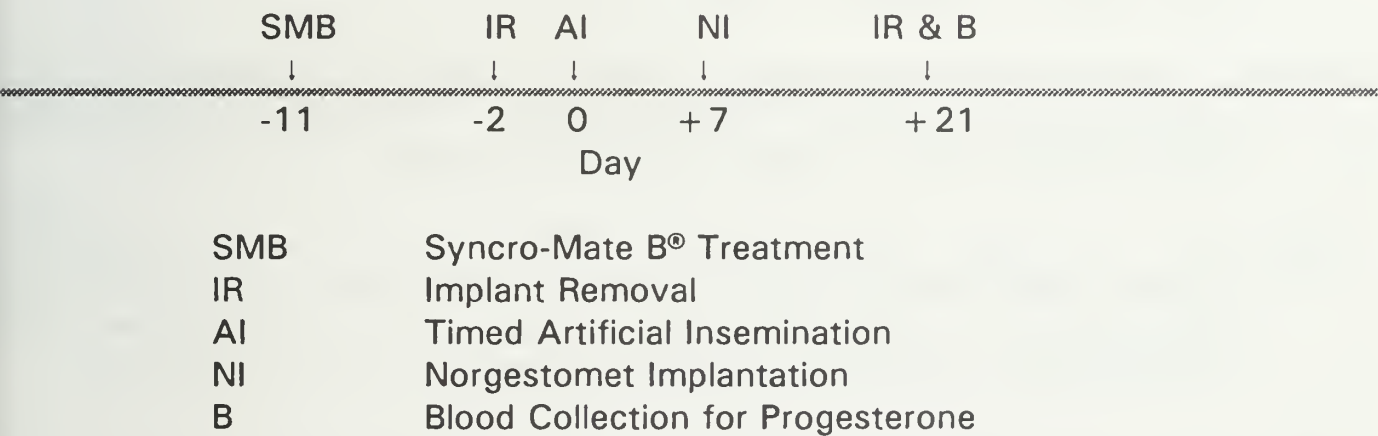 SMB IR AI NI IR & B
↓ ↓ ↓ ↓ ↓
-11 -2 0 +7 +21
Day
SMB Syncro-Mate B® Treatment
IR Implant Removal
AI Timed Artificial Insemination
NI Norgestomet Implantation
B Blood Collection for Progesterone